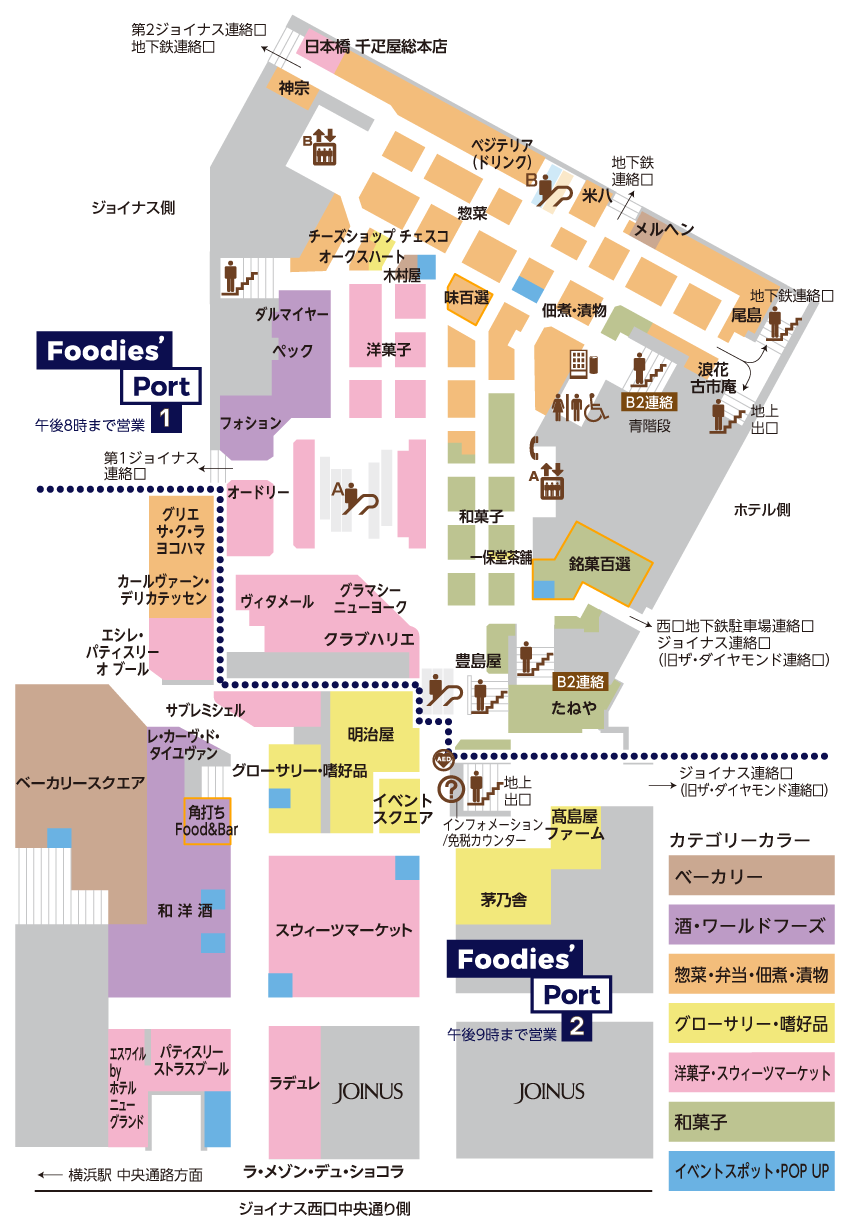 第2ジョイナス連絡口
地下鉄連絡口
日本橋 千疋屋総本店
神宗
B
ベジテリア
(ドリンク)
B
地下鉄
連絡口
米八
ジョイナス側
惣菜
メルヘン
チーズショップ チェスコ
オークスハート
木村屋
味百選
佃煮・漬物
地下鉄連絡口
尾島
ダルマイヤー
ペック
洋菓子
Foodies'
Port
1
午後8時まで営業
浪花
古市庵
B2連絡
青階段
地上
出口
フォション
第1ジョイナス
連絡口
オードリー
A
A
ホテル側
グリエ
サ・ク・ラ
ヨコハマ
和菓子
一保堂茶舗
銘菓百選
カールヴァーン・
デリカテッセン
ヴィタメール
グラマシー
ニューヨーク
クラブハリエ
エシレ・
パティスリー
オ ブール
西口地下鉄駐車場連絡口
ジョイナス連絡口
(旧ザ・ダイヤモンド連絡口)
豊島屋
B2連絡
たねや
サブレミシェル
レ・カーヴ・ド・
タイユヴァン
明治屋
ベーカリースクエア
グローサリー・嗜好品
AED
?
地上
出口
ジョイナス連絡口
(旧ザ・ダイヤモンド連絡口)
イベント
スクエア
角打ち
Food&Bar
インフォメーション
/免税カウンター
髙島屋
ファーム
カテゴリーカラー
ベーカリー
酒・ワールドフーズ
惣菜・弁当・佃煮・漬物
グローサリー・嗜好品
洋菓子・スウィーツマーケット
和菓子
イベントスポット・POP UP
茅乃舎
和洋酒
スウィーツマーケット
Foodies'
Port
2
午後9時まで営業
エスワイル
by
ホテル
ニュー
グランド
パティスリー
ストラスブール
ラデュレ
JOINUS
JOINUS
横浜駅 中央通路方面
ラ・メゾン・デュ・ショコラ
ジョイナス西口中央通り側